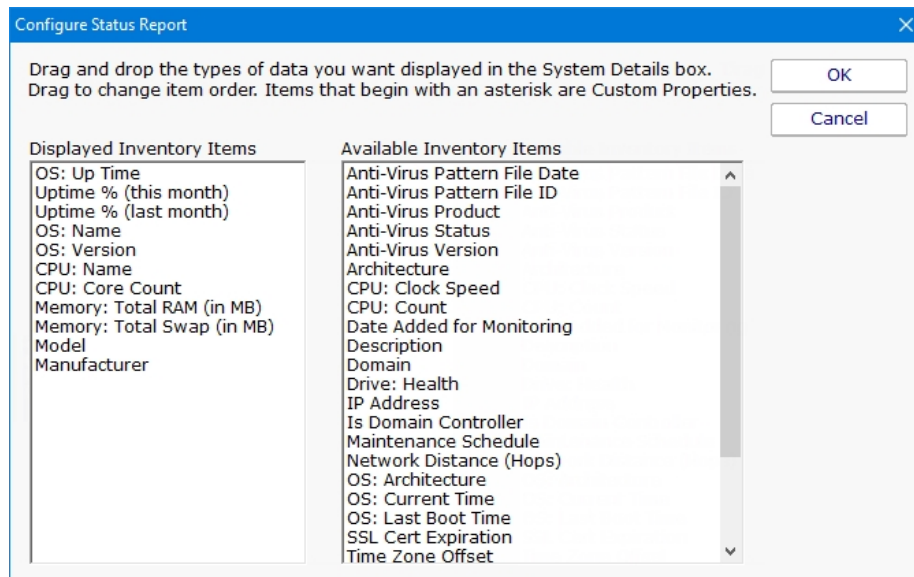 Configure Status Report
Drag and drop the types of data you want displayed in the System Details box.
Drag to change item order. Items that begin with an asterisk are Custom Properties.
OK
Cancel
Displayed Inventory Items
OS: Up Time
Uptime % (this month)
Uptime % (last month)
OS: Name
OS: Version
CPU: Name
CPU: Core Count
Memory: Total RAM (in MB)
Memory: Total Swap (in MB)
Model
Manufacturer
Available Inventory Items
Anti-Virus Pattern File Date
Anti-Virus Pattern File ID
Anti-Virus Product
Anti-Virus Status
Anti-Virus Version
Architecture
CPU: Clock Speed
CPU: Count
Date Added for Monitoring
Description
Domain
Drive: Health
IP Address
Is Domain Controller
Maintenance Schedule
Network Distance (Hops)
OS: Architecture
OS: Current Time
OS: Last Boot Time
SSL Cert Expiration
Time Zone Offset